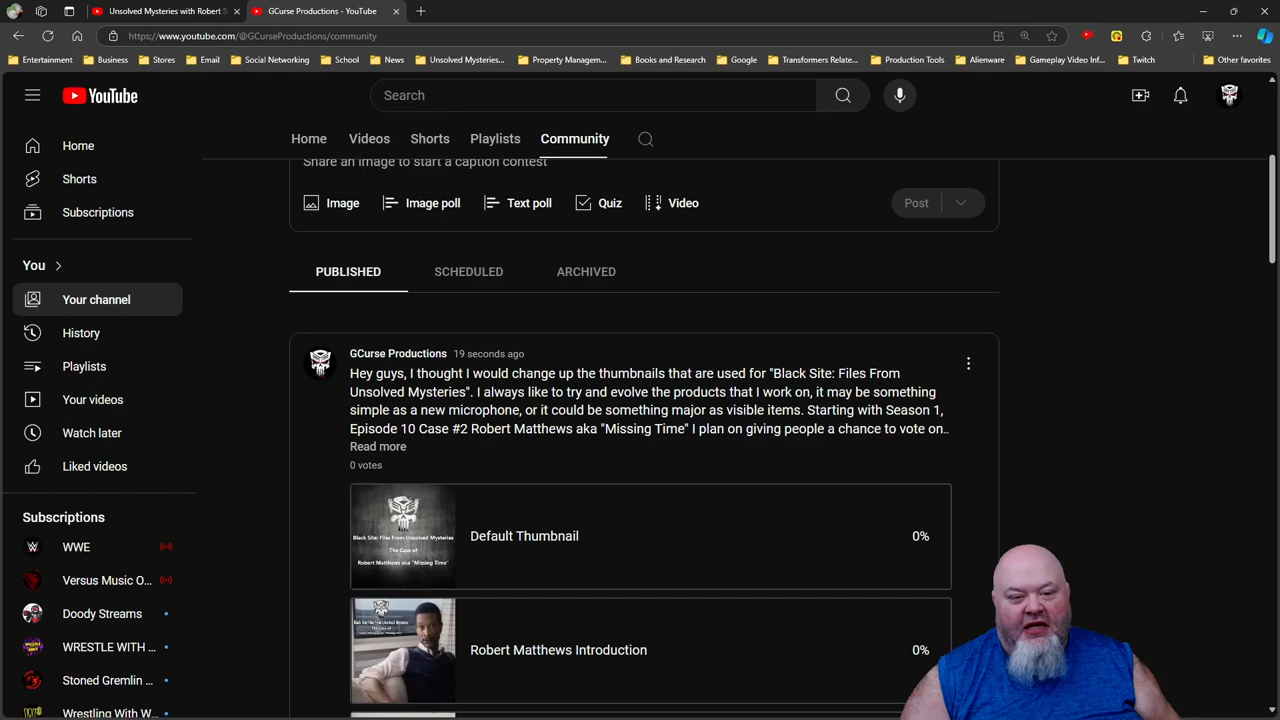 Unsolved Mysteries with Robert S
GCurse Productions - YouTube
https://www.youtube.com/@GCurseProductions/community
Entertainment
Business
Stores
Email
Social Networking
School
News
Unsolved Mysteries...
Property Managem...
Books and Research
Google
Transformers Relate...
Production Tools
Alienware
Gameplay Video Inf...
Twitch
Other favorites
YouTube
Search
Home
Videos
Shorts
Playlists
Community
Home
Shorts
Subscriptions
You
Your channel
History
Playlists
Your videos
Watch later
Liked videos
Subscriptions
WWE
Versus Music O...
Doody Streams
WRESTLE WITH ...
Stoned Gremlin ...
Wrestling With W...
Share an image to start a caption contest
Image
Image poll
Text poll
Quiz
Video
Post
PUBLISHED
SCHEDULED
ARCHIVED
GCurse Productions 19 seconds ago
Hey guys, I thought I would change up the thumbnails that are used for "Black Site: Files From
Unsolved Mysteries". I always like to try and evolve the products that I work on, it may be something
simple as a new microphone, or it could be something major as visible items. Starting with Season 1,
Episode 10 Case #2 Robert Matthews aka "Missing Time" I plan on giving people a chance to vote on...
Read more
0 votes
Black Site: Files From Unsolved Mysteries
The Case of
Robert Matthews aka "Missing Time"
Default Thumbnail
0%
Robert Matthews Introduction
0%